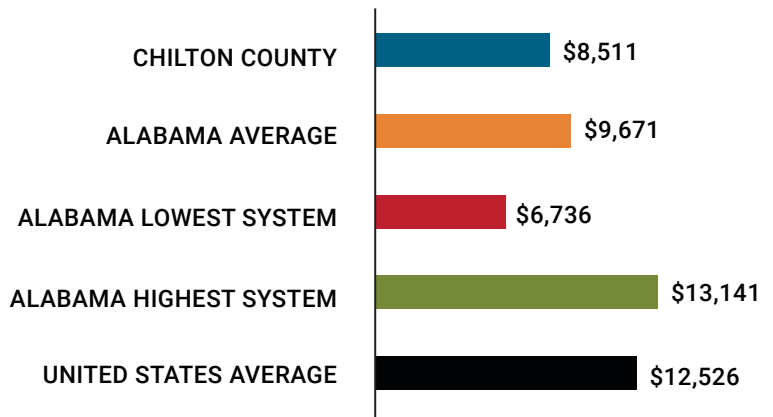 CHILTON COUNTY $8,511
ALABAMA AVERAGE $9,671
ALABAMA LOWEST SYSTEM $6,736
ALABAMA HIGHEST SYSTEM $13,141
UNITED STATES AVERAGE $12,526